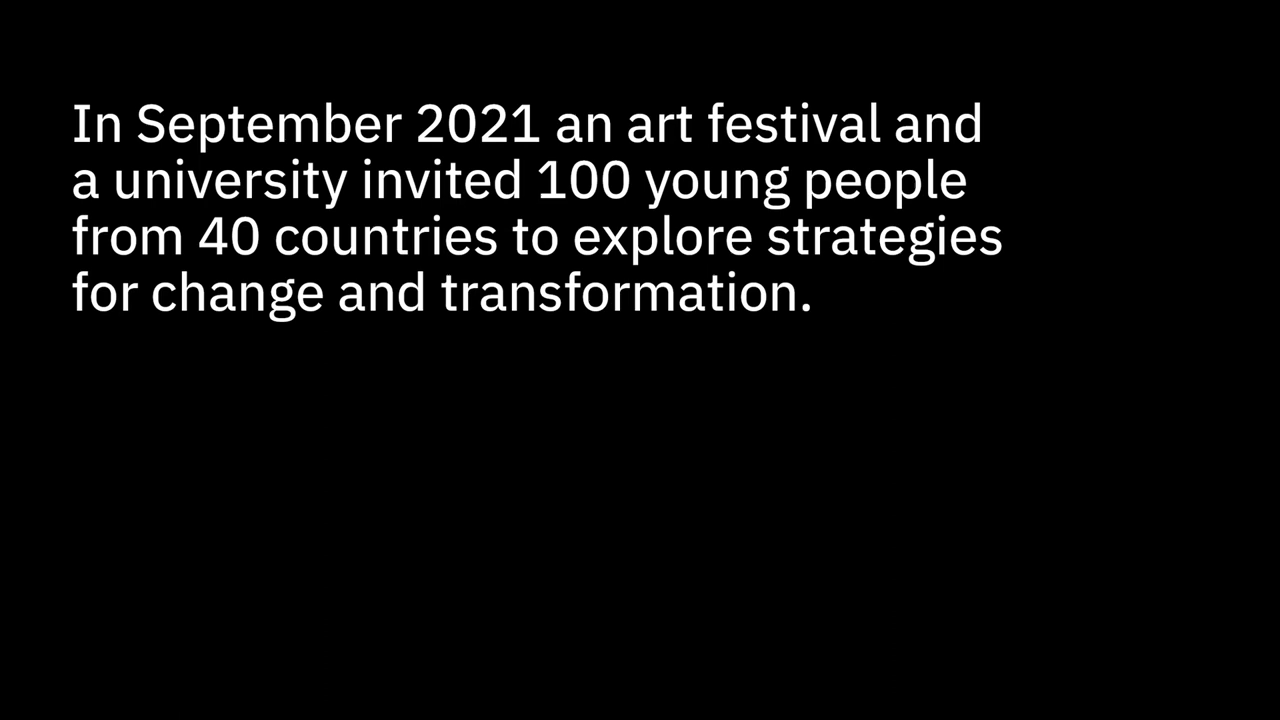 In September 2021 an art festival and
a university invited 100 young people
from 40 countries to explore strategies
for change and transformation.